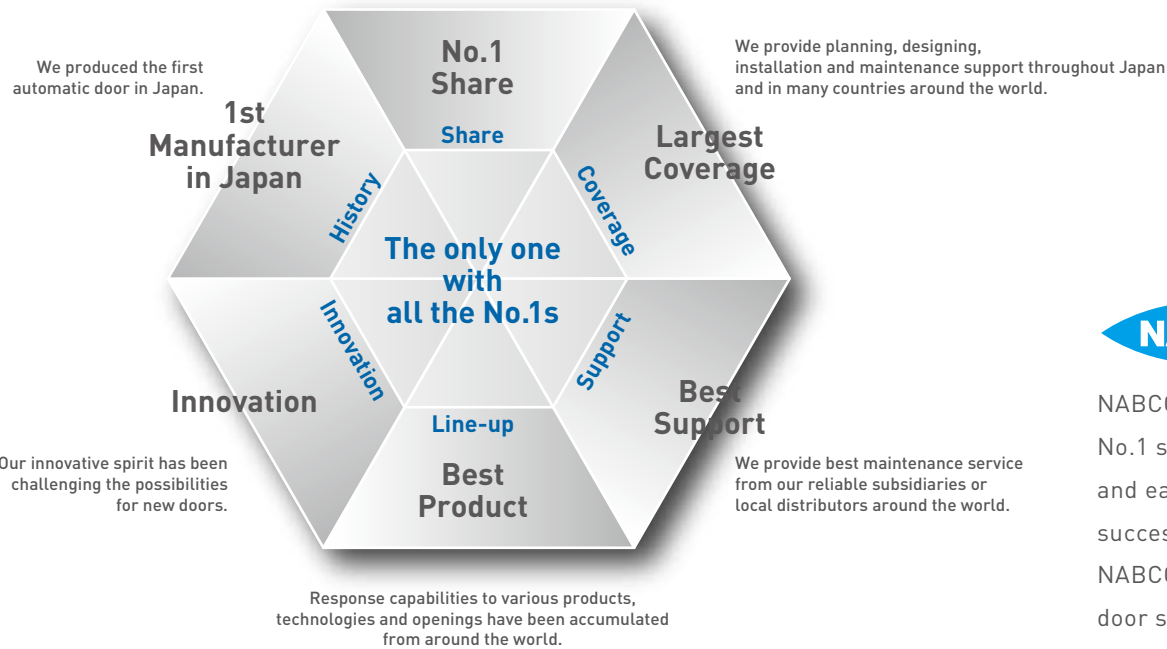 No.1
Share
Share
We produced the first
automatic door in Japan.
1st
Manufacturer
in Japan
History
We provide planning, designing,
installation and maintenance support throughout Japan
and in many countries around the world.
Largest
Coverage
Coverage
The only one
with
all the No.1s
Innovation
Innovation
Our innovative spirit has been
challenging the possibilities
for new doors.
Support
Best
Support
We provide best maintenance service
from our reliable subsidiaries or
local distributors around the world.
Line-up
Best
Product
Response capabilities to various products,
technologies and openings have been accumulated
from around the world.
No.1
and
door